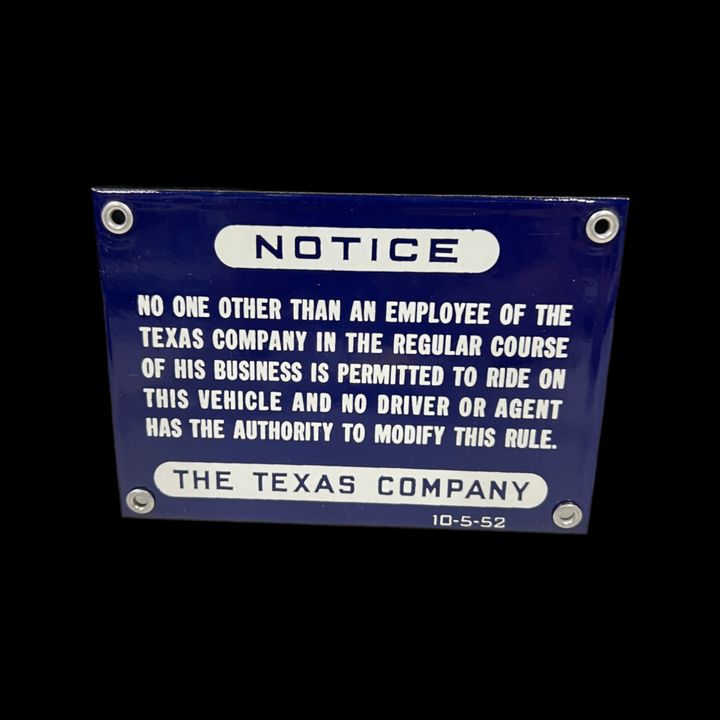 NOTICE
NO ONE OTHER THAN AN EMPLOYEE OF THE
TEXAS COMPANY IN THE REGULAR COURSE
OF HIS BUSINESS IS PERMITTED TO RIDE ON
THIS VEHICLE AND NO DRIVER OR AGENT
HAS THE AUTHORITY TO MODIFY THIS RULE.
THE TEXAS COMPANY
10-5-52